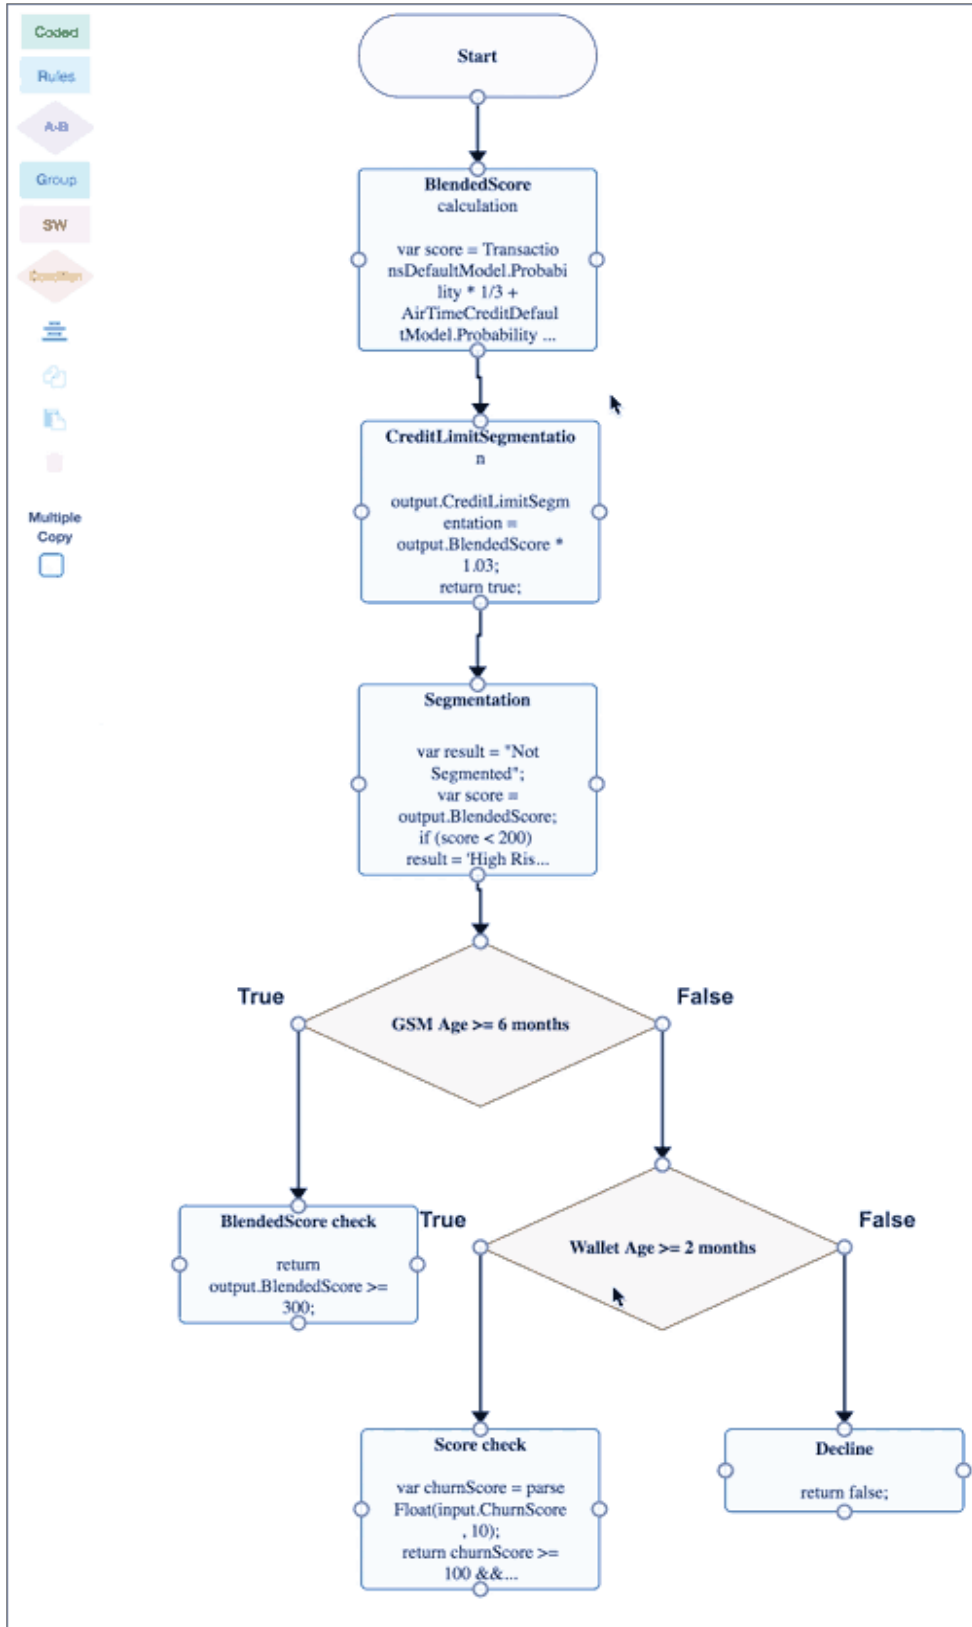 Coded
Rules
A-B
Group
SW
Condition
Multiple
Copy
Start
BlendedScore
calculation
var score = Transactio
nsDefaultModel.Probabi
lity * 1/3 +
AirTimeCreditDefaul
tModel.Probability ...
CreditLimitSegmentatio
n
output.CreditLimitSegm
entation =
output.BlendedScore *
1.03;
return true;
Segmentation
var result = "Not
Segmented";
var score =
output.BlendedScore;
if (score < 200)
result = 'High Ris...
True
False
GSM Age >= 6 months
BlendedScore check
return
output.BlendedScore >=
300;
True
False
Wallet Age >= 2 months
Score check
var churnScore = parse
Float(input.ChurnScore
, 10);
return churnScore >=
100 &&...
Decline
return false;